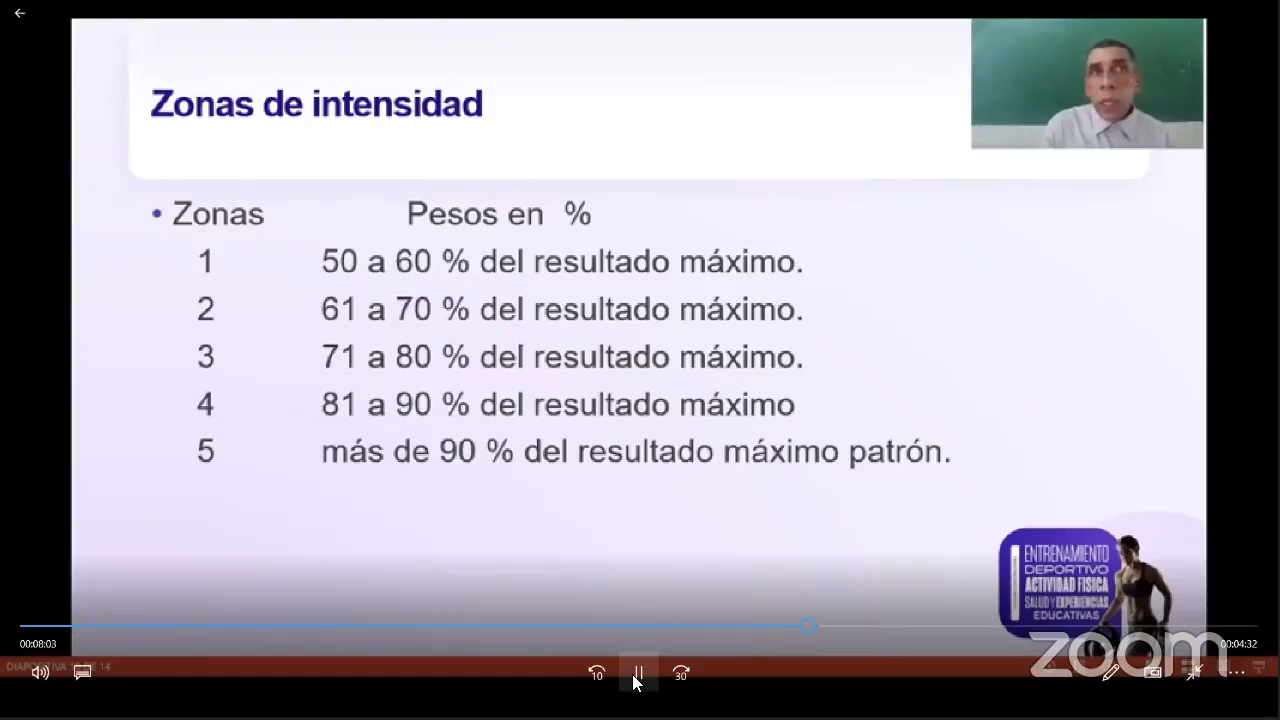 Zonas de intensidad
• Zonas Pesos en %
1 50 a 60 % del resultado máximo.
2 61 a 70 % del resultado máximo.
3 71 a 80 % del resultado máximo.
4 81 a 90 % del resultado máximo
5 más de 90 % del resultado máximo patrón.
ENTRENAMIENTO
DEPORTIVO
ACTIVIDAD FISICA
SALUD Y EXPERIENCIAS
EDUCATIVAS
zoom
00:08:03
00:04:32
DE 14
10
30